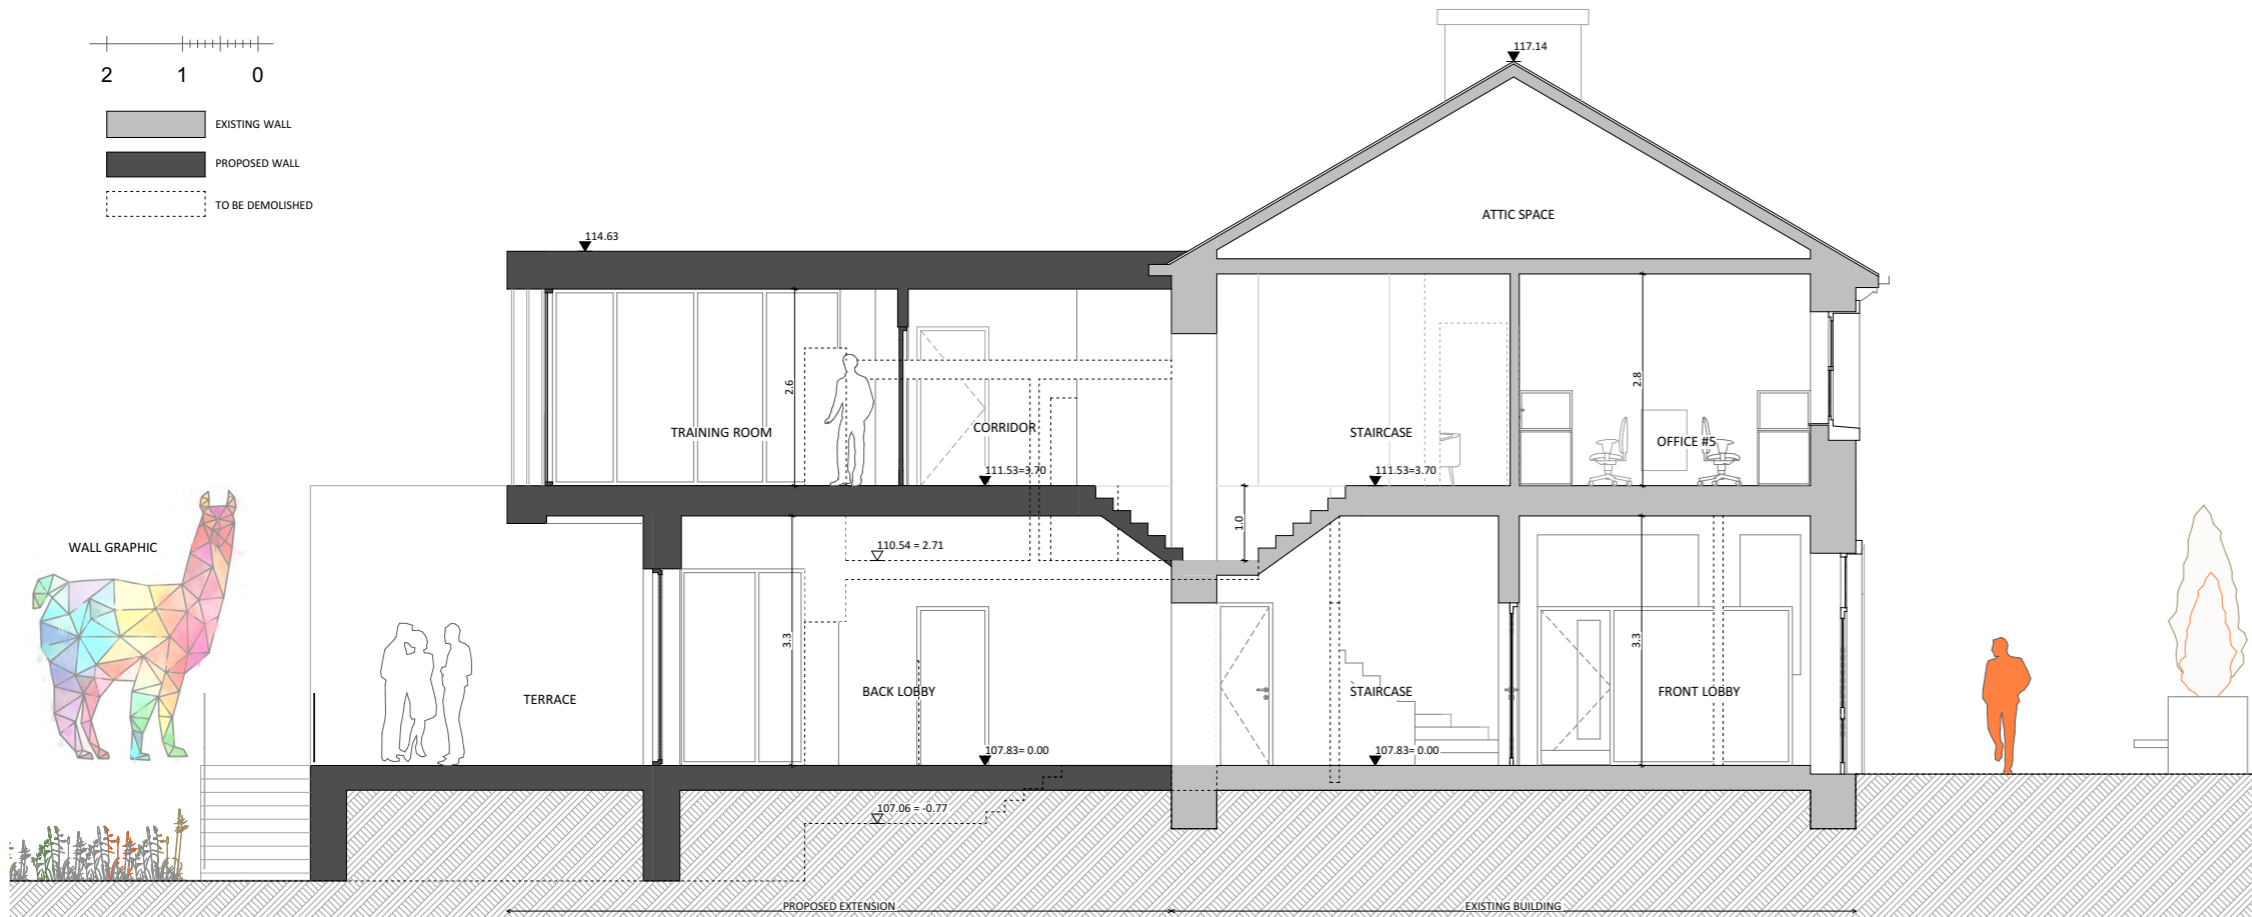 2 1 0
EXISTING WALL
PROPOSED WALL
TO BE DEMOLISHED
117.14
ATTIC SPACE
114.63
2.6
2.8
TRAINING ROOM
CORRIDOR
STAIRCASE
OFFICE #5
111.53=3.70
111.53=3.70
1.0
WALL GRAPHIC
110.54 = 2.71
3.3
3.3
TERRACE
BACK LOBBY
STAIRCASE
FRONT LOBBY
107.83= 0.00
107.83= 0.00
107.06 = -0.77
PROPOSED EXTENSION
EXISTING BUILDING